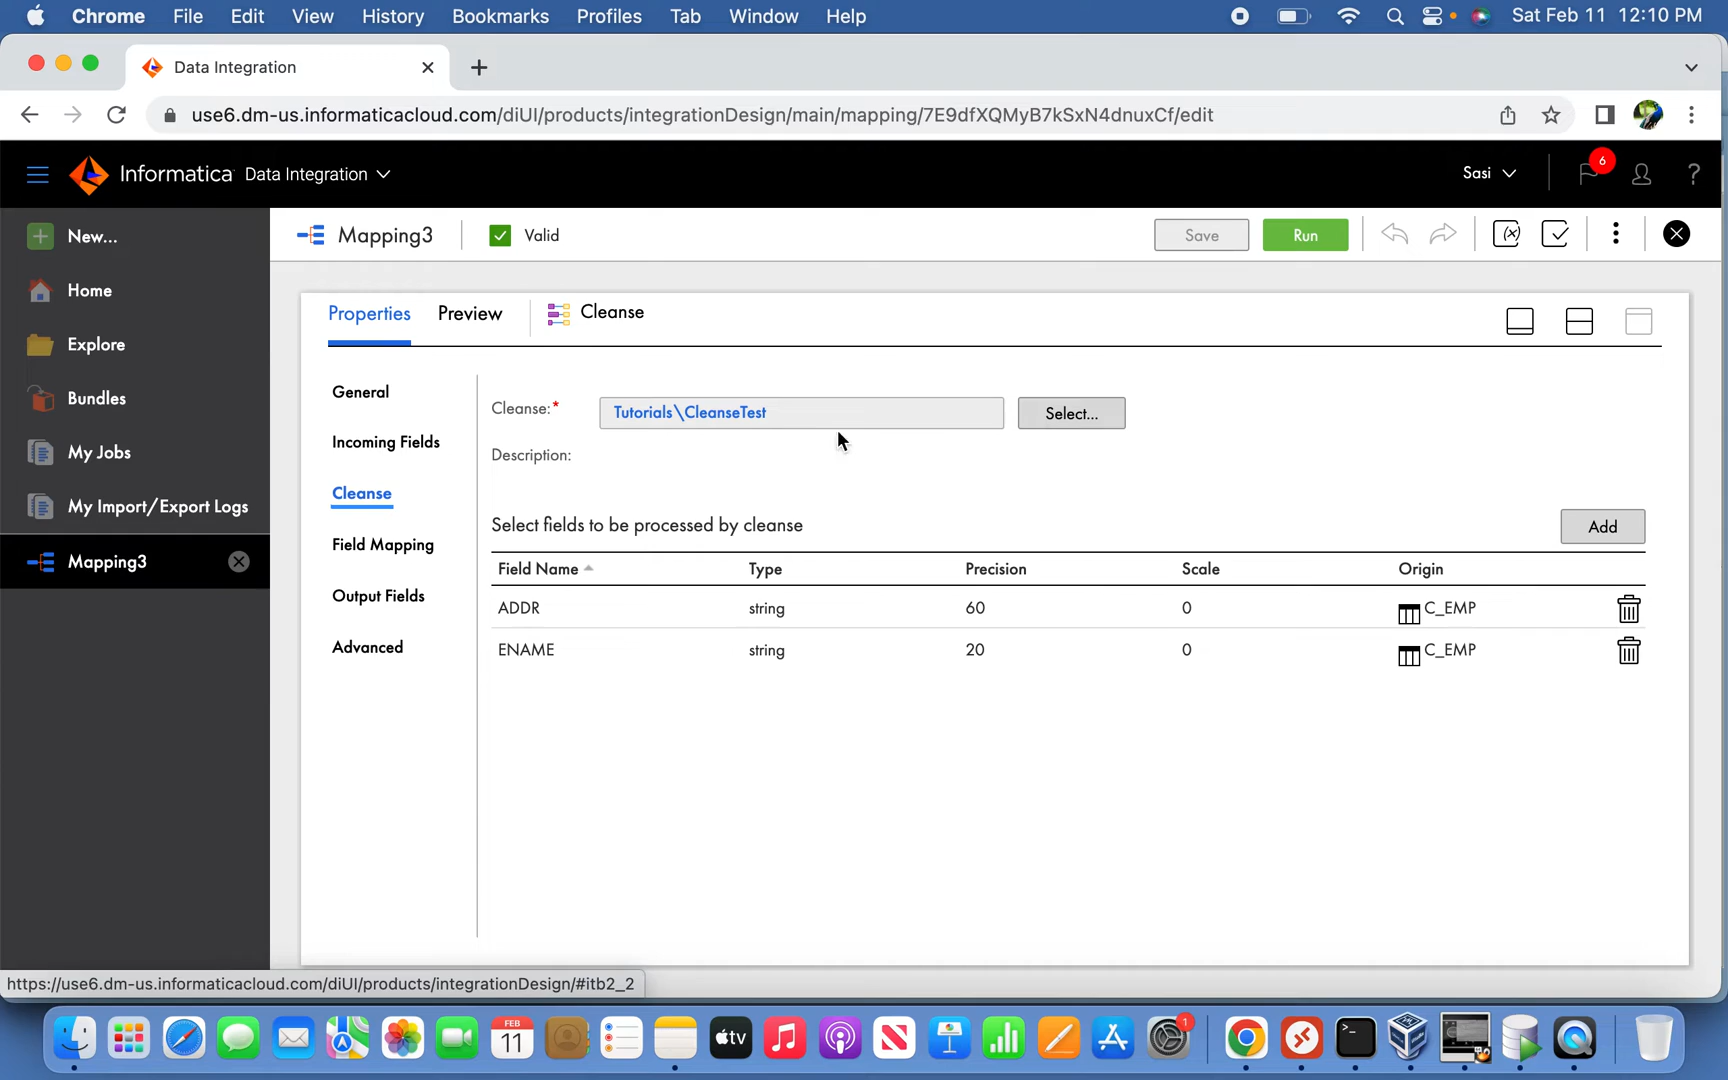 Chrome File Edit View History Bookmarks Profiles Tab Window Help Sat Feb 11 12:10 PM
Data Integration
use6.dm-us.informaticacloud.com/diUI/products/integrationDesign/main/mapping/7E9dfXQMyB7kSxN4dnuxCf/edit
Informatica Data Integration Sasi 6 ?
New...
Home
Explore
Bundles
My Jobs
My Import/Export Logs
Mapping3
Mapping3 Valid Save Run
Properties Preview Cleanse
General
Incoming Fields
Cleanse
Field Mapping
Output Fields
Advanced
Cleanse:* Tutorials\CleanseTest Select...
Description:
Select fields to be processed by cleanse Add
Field Name Type Precision Scale Origin
ADDR string 60 0 C_EMP
ENAME string 20 0 C_EMP
https://use6.dm-us.informaticacloud.com/diUI/products/integrationDesign/#itb2_2
FEB
11
tv
1